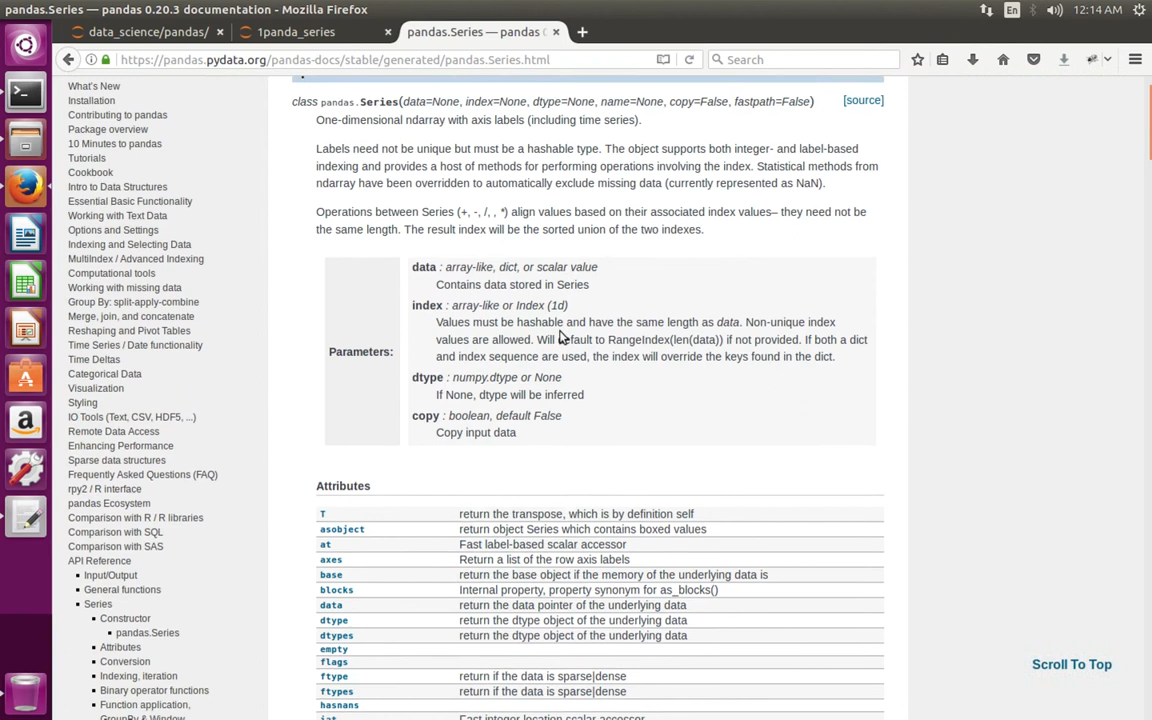 pandas.Series — pandas 0.20.3 documentation - Mozilla Firefox
En
12:14 AM
data_science/pandas/ ×
1panda_series ×
pandas.Series — pandas ×
https://pandas.pydata.org/pandas-docs/stable/generated/pandas.Series.html
Search
What's New
Installation
Contributing to pandas
Package overview
10 Minutes to pandas
Tutorials
Cookbook
Intro to Data Structures
Essential Basic Functionality
Working with Text Data
Options and Settings
Indexing and Selecting Data
MultiIndex / Advanced Indexing
Computational tools
Working with missing data
Group By: split-apply-combine
Merge, join, and concatenate
Reshaping and Pivot Tables
Time Series / Date functionality
Time Deltas
Categorical Data
Visualization
Styling
IO Tools (Text, CSV, HDF5, ...)
Remote Data Access
Enhancing Performance
Sparse data structures
Frequently Asked Questions (FAQ)
rpy2 / R interface
pandas Ecosystem
Comparison with R / R libraries
Comparison with SQL
Comparison with SAS
API Reference
Input/Output
General functions
Series
Constructor
pandas.Series
Attributes
Conversion
Indexing, iteration
Binary operator functions
Function application,
GroupBy & Window
class pandas.Series(data=None, index=None, dtype=None, name=None, copy=False, fastpath=False) [source]
One-dimensional ndarray with axis labels (including time series).
Labels need not be unique but must be a hashable type. The object supports both integer- and label-based
indexing and provides a host of methods for performing operations involving the index. Statistical methods from
ndarray have been overridden to automatically exclude missing data (currently represented as NaN).
Operations between Series (+, -, /, , *) align values based on their associated index values– they need not be
the same length. The result index will be the sorted union of the two indexes.
Parameters:
data : array-like, dict, or scalar value
Contains data stored in Series
index : array-like or Index (1d)
Values must be hashable and have the same length as data. Non-unique index
values are allowed. Will default to RangeIndex(len(data)) if not provided. If both a dict
and index sequence are used, the index will override the keys found in the dict.
dtype : numpy.dtype or None
If None, dtype will be inferred
copy : boolean, default False
Copy input data
Attributes
T return the transpose, which is by definition self
asobject return object Series which contains boxed values
at Fast label-based scalar accessor
axes Return a list of the row axis labels
base return the base object if the memory of the underlying data is
blocks Internal property, property synonym for as_blocks()
data return the data pointer of the underlying data
dtype return the dtype object of the underlying data
dtypes return the dtype object of the underlying data
empty
flags
ftype return if the data is sparse|dense
ftypes return if the data is sparse|dense
hasnans
iat Fast integer location scalar accessor
Scroll To Top